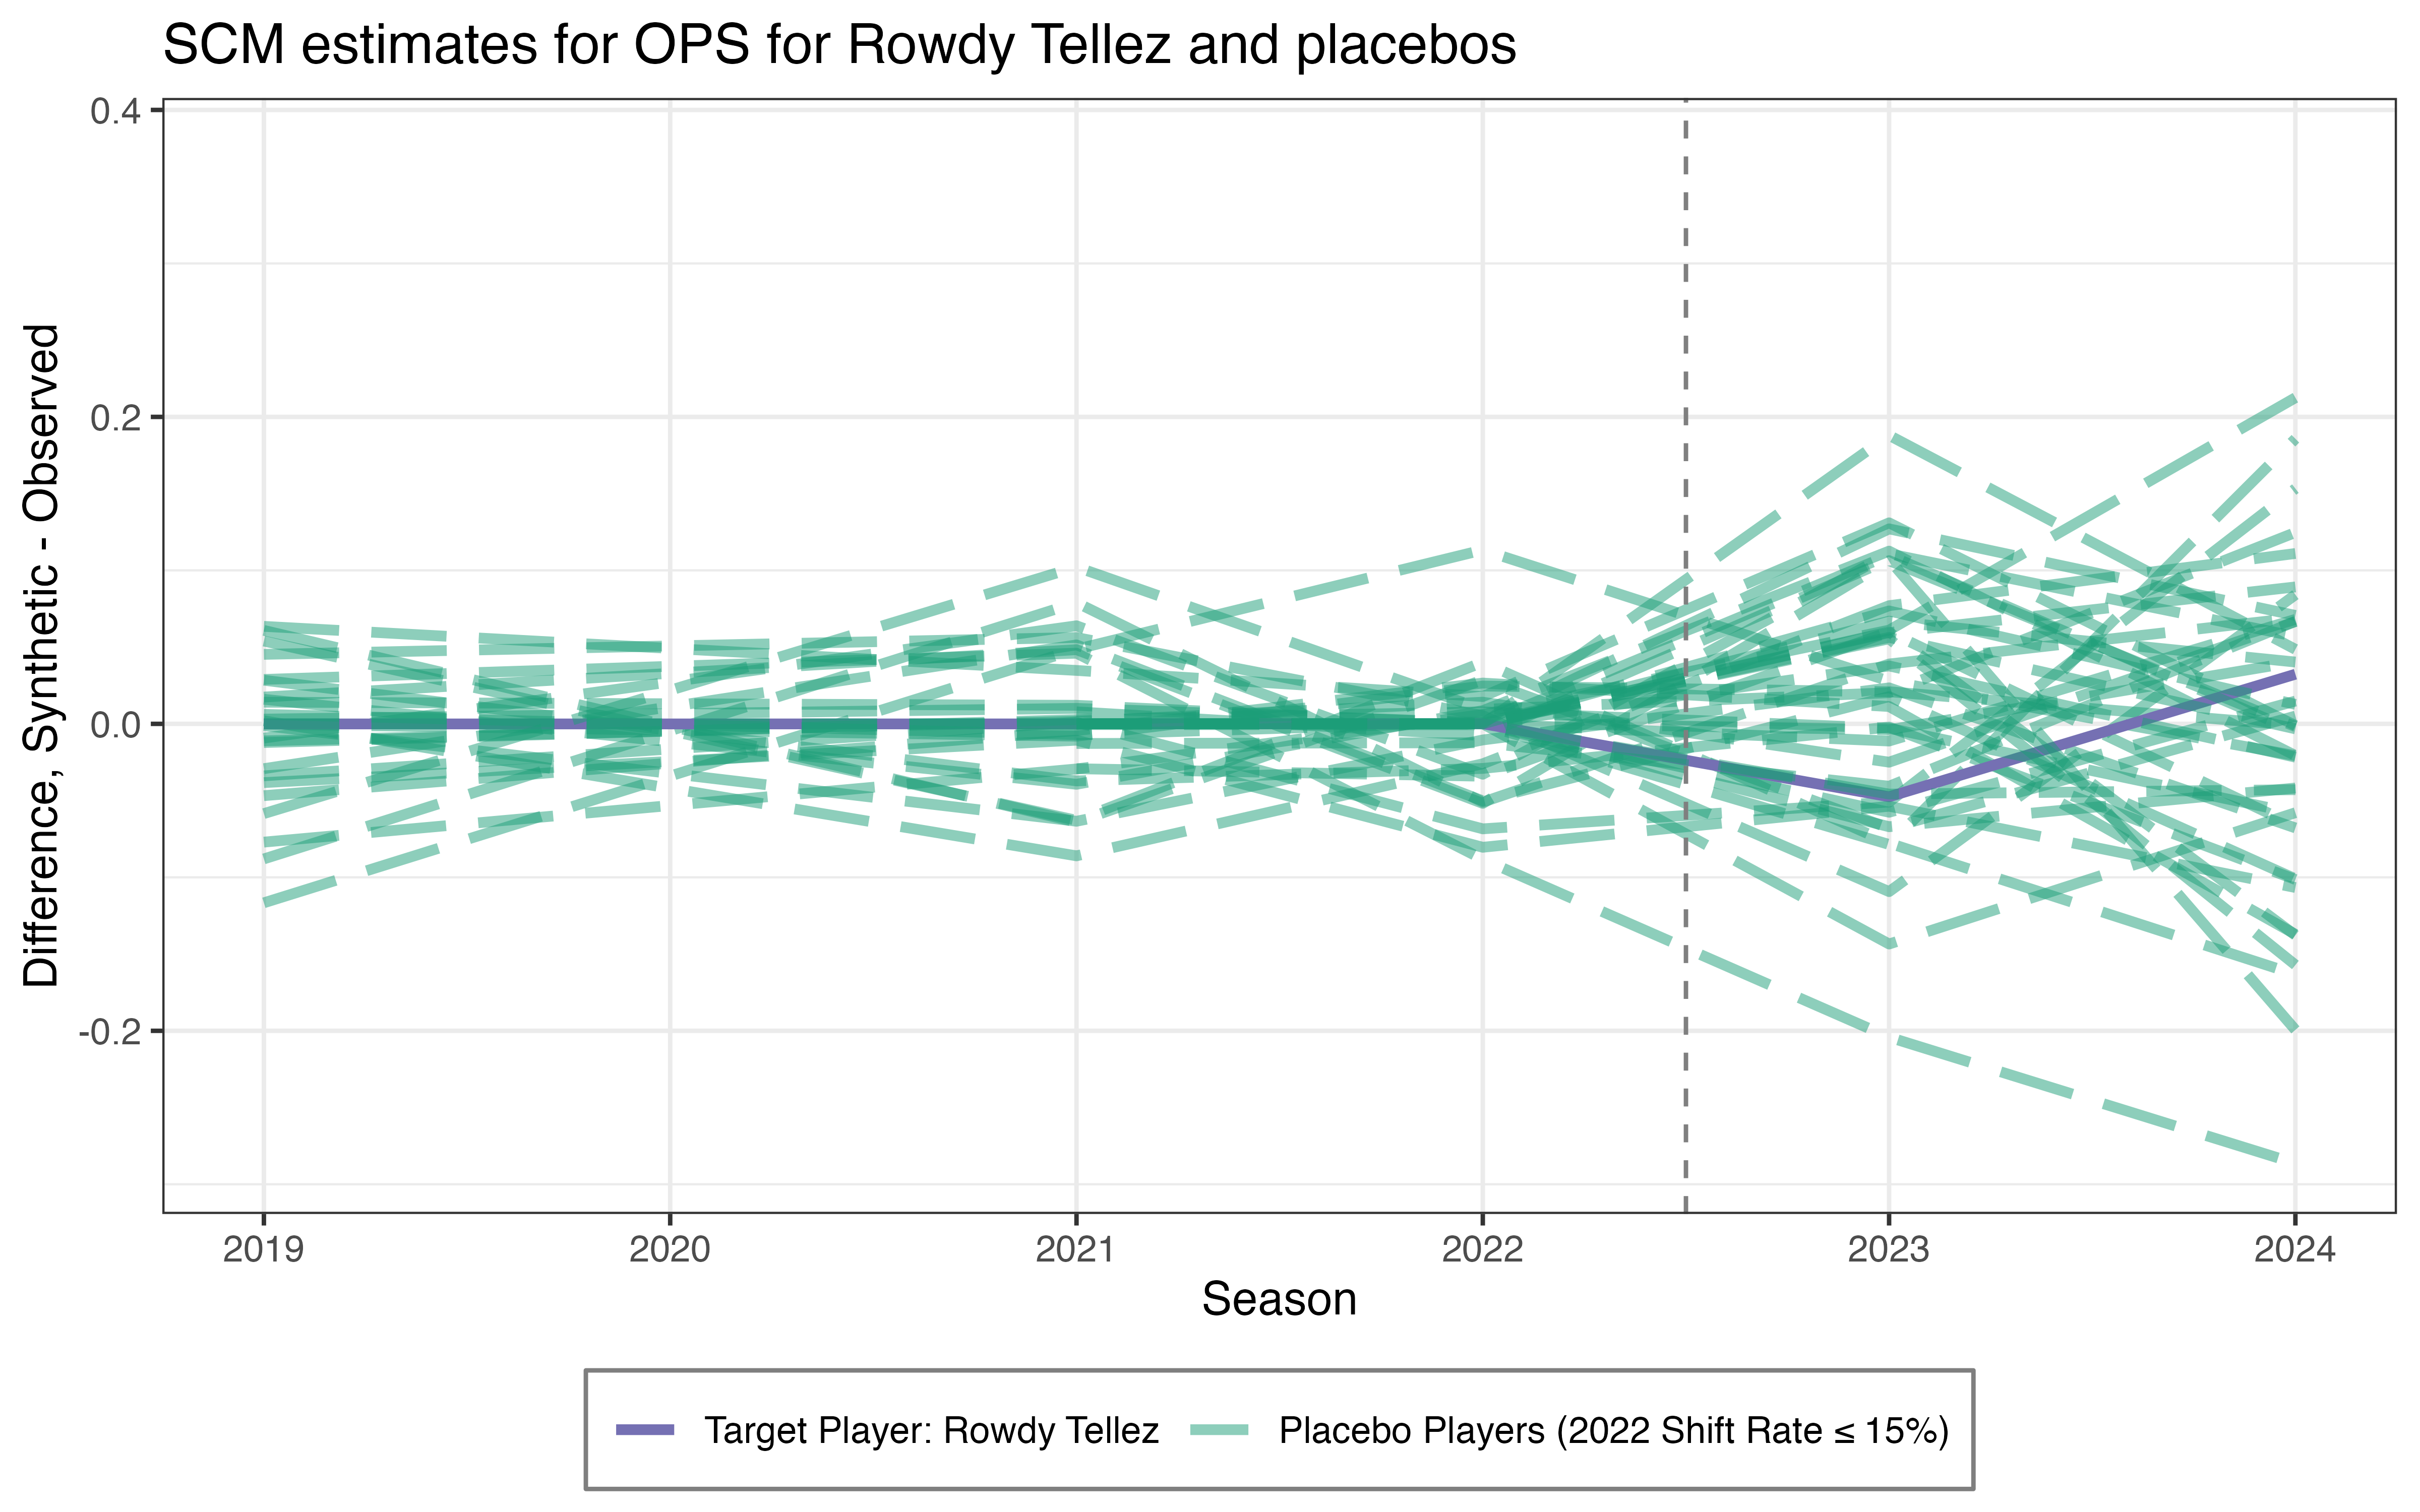 SCM estimates for OPS for Rowdy Tellez and placebos
Difference, Synthetic - Observed
0.4
0.2
0.0
-0.2
2019 2020 2021 2022 2023 2024
Season
Target Player: Rowdy Tellez Placebo Players (2022 Shift Rate ≤ 15%)